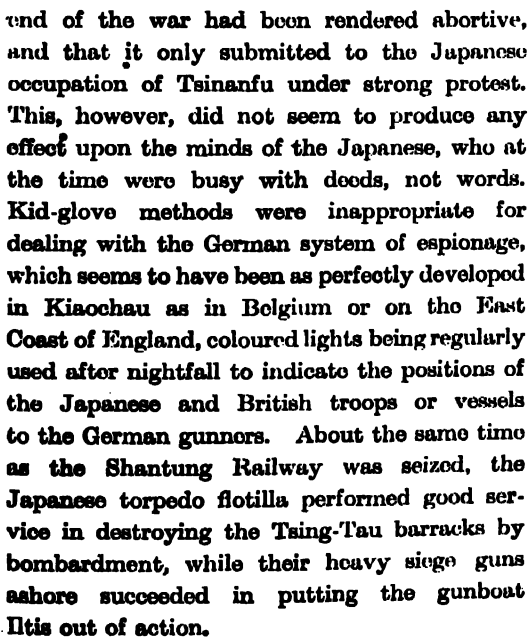 end of the war had been rendered abortive,
and that it only submitted to the Japanese
occupation of Tsinanfu under strong protest.
This, however, did not seem to produce any
effect upon the minds of the Japanese, who at
the time were busy with deeds, not words.
Kid-glove methods were inappropriate for
dealing with the German system of espionage,
which seems to have been as perfectly developed
in Kiaochau as in Belgium or on the East
Coast of England, coloured lights being regularly
used after nightfall to indicate the positions of
the Japanese and British troops or vessels
to the German gunners. About the same time
as the Shantung Railway was seized, the
Japanese torpedo flotilla performed good ser-
vice in destroying the Tsing-Tau barracks by
bombardment, while their heavy siege guns
ashore succeeded in putting the gunboat
Iltis out of action.